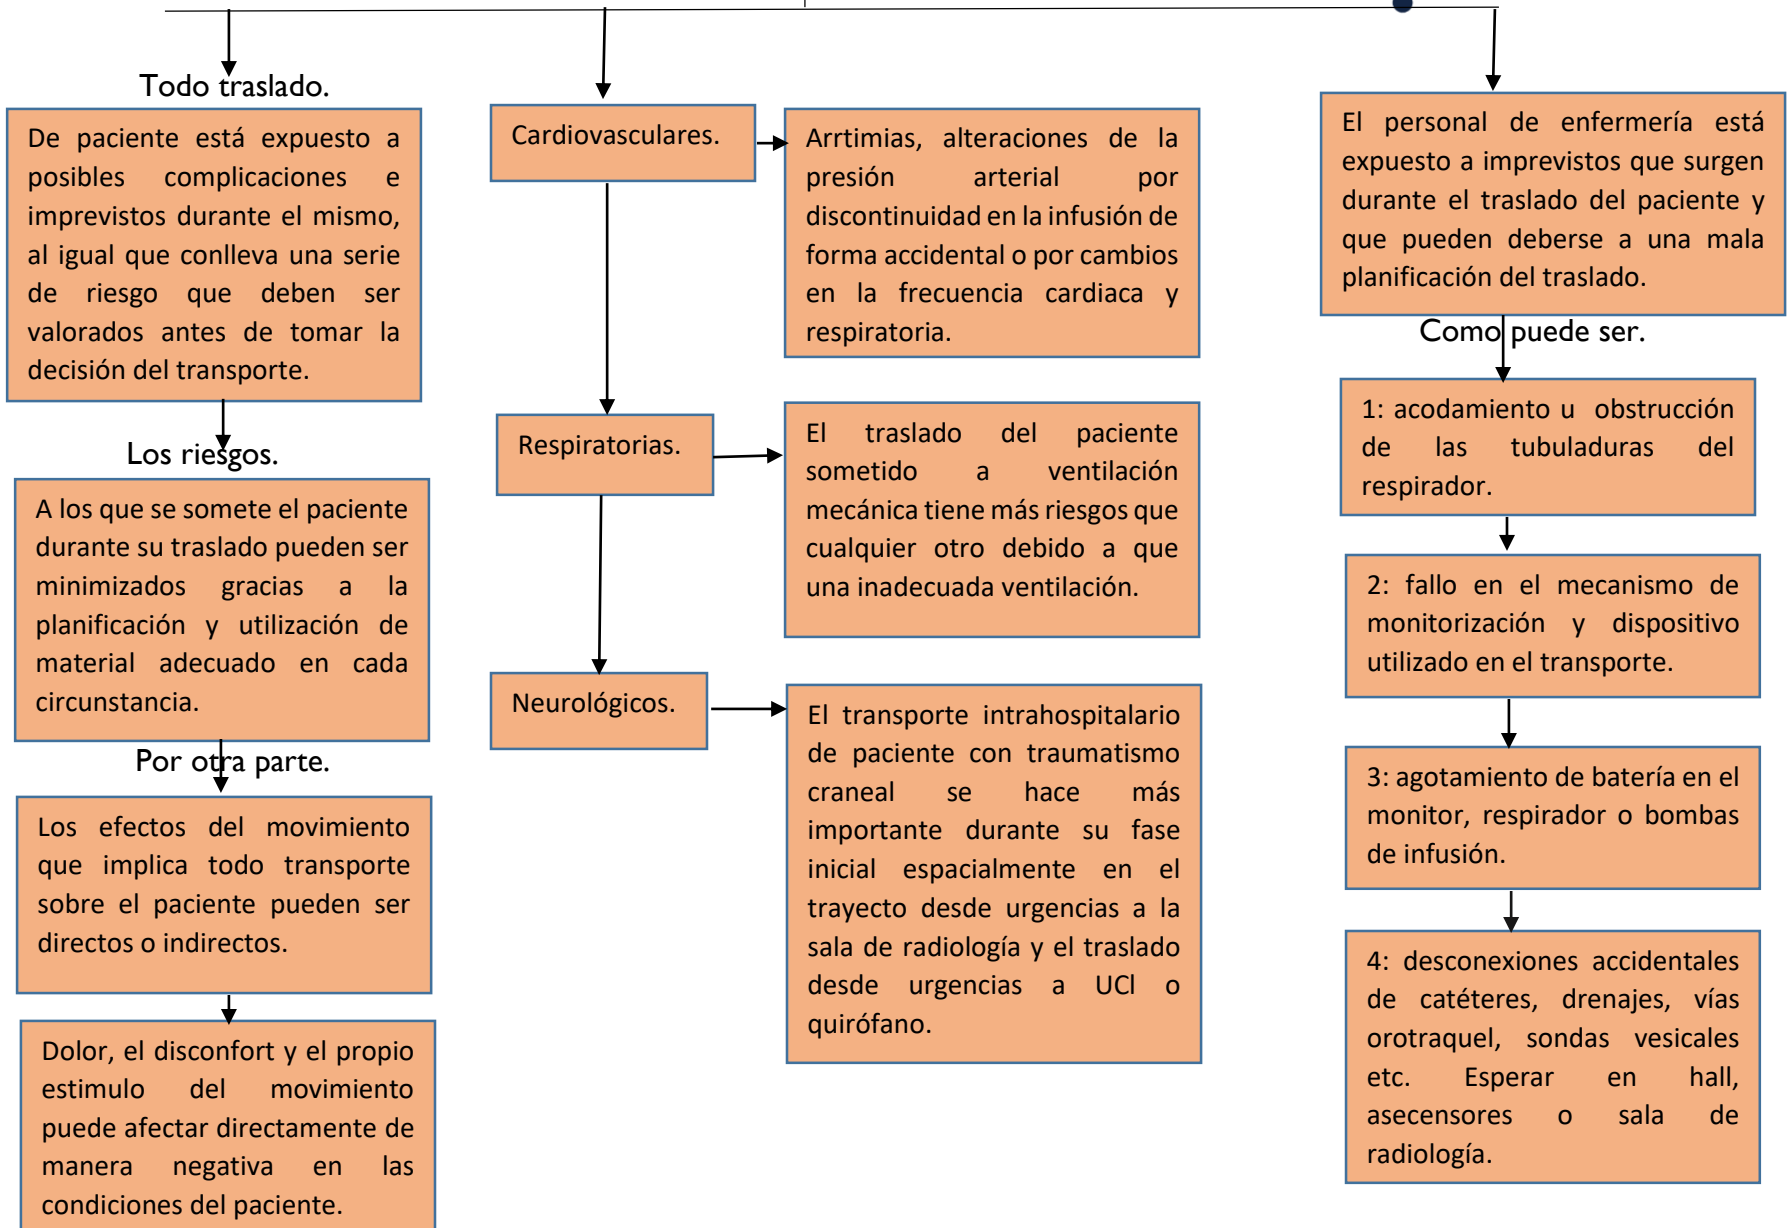 Todo traslado.
De paciente está expuesto a
posibles complicaciones e
imprevistos durante el mismo,
al igual que conlleva una serie
de riesgo que deben ser
valorados antes de tomar la
decisión del transporte.
Los riesgos.
A los que se somete el paciente
durante su traslado pueden ser
minimizados gracias a la
planificación y utilización de
material adecuado en cada
circunstancia.
Por otra parte.
Los efectos del movimiento
que implica todo transporte
sobre el paciente pueden ser
directos o indirectos.
Dolor, el disconfort y el propio
estimulo del movimiento
puede afectar directamente de
manera negativa en las
condiciones del paciente.
Cardiovasculares.
Arrtimias, alteraciones de la
presión arterial por
discontinuidad en la infusión de
forma accidental o por cambios
en la frecuencia cardiaca y
respiratoria.
Respiratorias.
El traslado del paciente
sometido a ventilación
mecánica tiene más riesgos que
cualquier otro debido a que
una inadecuada ventilación.
Neurológicos.
El transporte intrahospitalario
de paciente con traumatismo
craneal se hace más
importante durante su fase
inicial espacialmente en el
trayecto desde urgencias a la
sala de radiología y el traslado
desde urgencias a UCl o
quirófano.
El personal de enfermería está
expuesto a imprevistos que surgen
durante el traslado del paciente y
que pueden deberse a una mala
planificación del traslado.
Como puede ser.
1: acodamiento u obstrucción
de las tubuladuras del
respirador.
2: fallo en el mecanismo de
monitorización y dispositivo
utilizado en el transporte.
3: agotamiento de batería en el
monitor, respirador o bombas
de infusión.
4: desconexiones accidentales
de catéteres, drenajes, vías
orotraquel, sondas vesicales
etc. Esperar en hall,
asecensores o sala de
radiología.